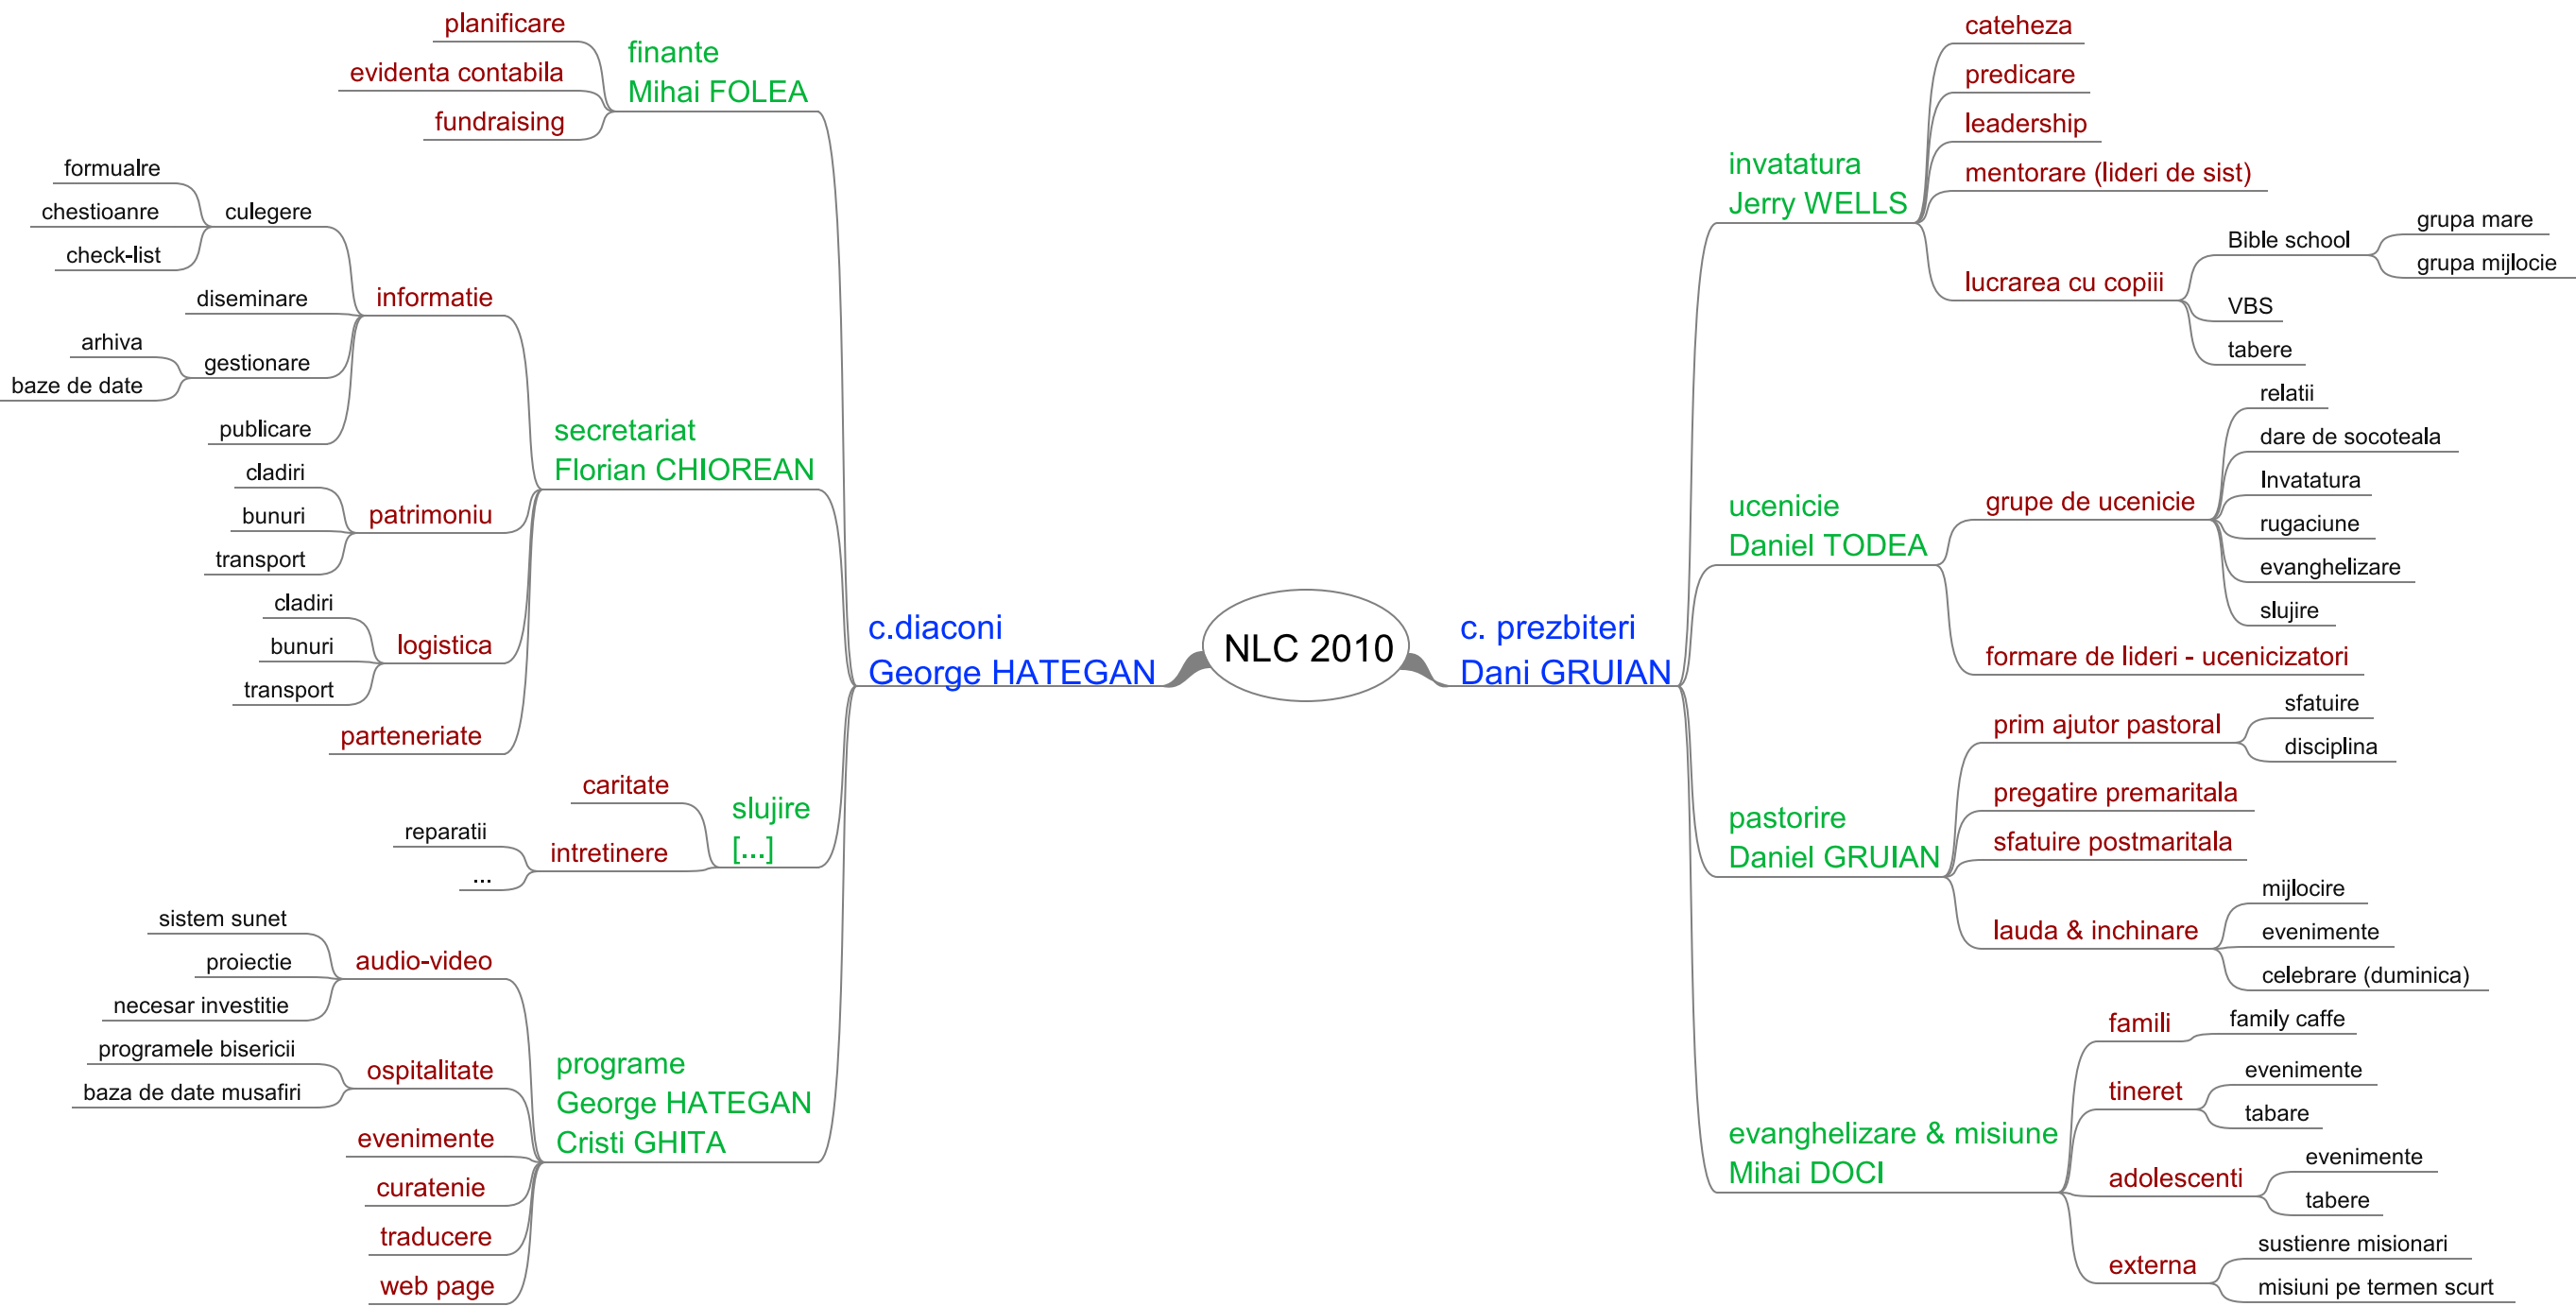 NLC 2010
c.diaconi
George HATEGAN
finante
Mihai FOLEA
planificare
evidenta contabila
fundraising
secretariat
Florian CHIOREAN
informatie
culegere
formualre
chestioanre
check-list
diseminare
gestionare
arhiva
baze de date
publicare
patrimoniu
cladiri
bunuri
transport
logistica
cladiri
bunuri
transport
parteneriate
slujire
[...]
caritate
intretinere
reparatii
...
programe
George HATEGAN
Cristi GHITA
audio-video
sistem sunet
proiectie
necesar investitie
ospitalitate
programele bisericii
baza de date musafiri
evenimente
curatenie
traducere
web page
c. prezbiteri
Dani GRUIAN
invatatura
Jerry WELLS
cateheza
predicare
leadership
mentorare (lideri de sist)
lucrarea cu copiii
Bible school
grupa mare
grupa mijlocie
VBS
tabere
ucenicie
Daniel TODEA
grupe de ucenicie
relatii
dare de socoteala
Invatatura
rugaciune
evanghelizare
slujire
formare de lideri - ucenicizatori
pastorire
Daniel GRUIAN
prim ajutor pastoral
sfatuire
disciplina
pregatire premaritala
sfatuire postmaritala
lauda & inchinare
mijlocire
evenimente
celebrare (duminica)
evanghelizare & misiune
Mihai DOCI
famili
family caffe
tineret
evenimente
tabare
adolescenti
evenimente
tabere
externa
sustienre misionari
misiuni pe termen scurt